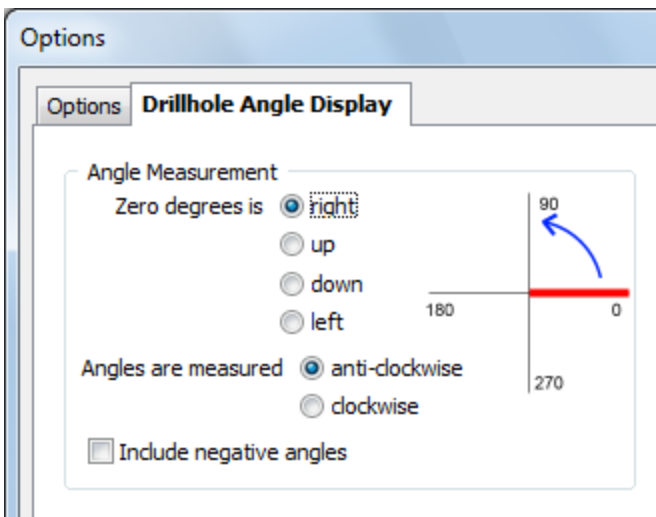 Options
Options Drillhole Angle Display
Angle Measurement
Zero degrees is right
up
down
left
90
180
0
270
Angles are measured anti-clockwise
clockwise
Include negative angles